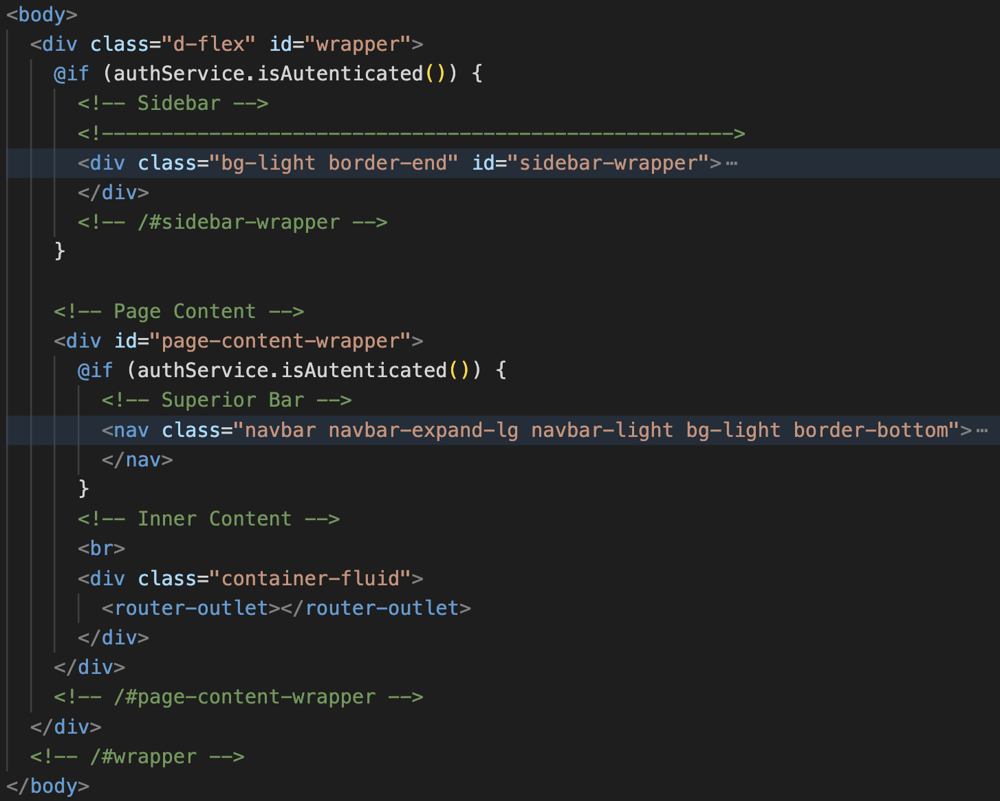 <body>
<div class="d-flex" id="wrapper">
@if (authService.isAutenticated()) {
<!-- Sidebar -->
<!----------------------------------------------------->
<div class="bg-light border-end" id="sidebar-wrapper">…
</div>
<!-- /#sidebar-wrapper -->
}
<!-- Page Content -->
<div id="page-content-wrapper">
@if (authService.isAutenticated()) {
<!-- Superior Bar -->
<nav class="navbar navbar-expand-lg navbar-light bg-light border-bottom">…
</nav>
}
<!-- Inner Content -->
<br>
<div class="container-fluid">
<router-outlet></router-outlet>
</div>
</div>
<!-- /#page-content-wrapper -->
</div>
<!-- /#wrapper -->
</body>